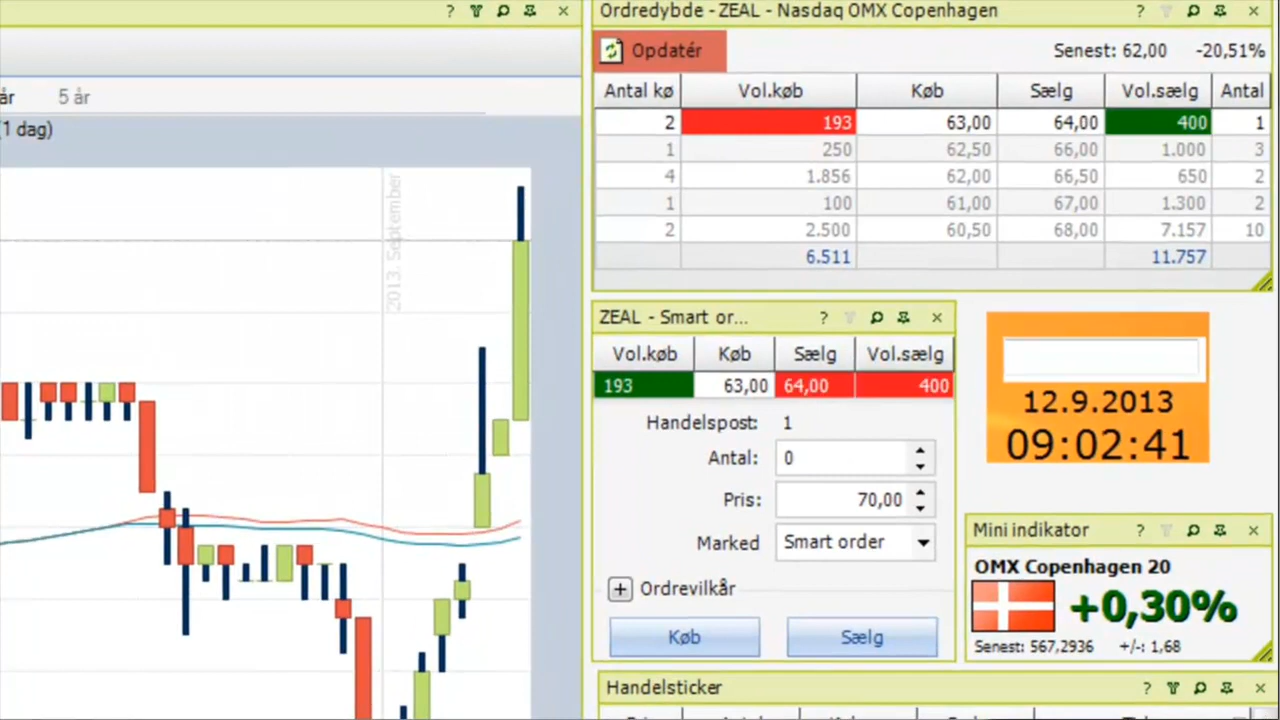 år 5 år
(1 dag)
2013. September
Ordredybde - ZEAL - Nasdaq OMX Copenhagen ?
Opdatér Senest: 62,00 -20,51%
Antal kø Vol.køb Køb Sælg Vol.sælg Antal
2 193 63,00 64,00 400 1
1 250 62,50 66,00 1.000 3
4 1.856 62,00 66,50 650 2
1 100 61,00 67,00 1.300 2
2 2.500 60,50 68,00 7.157 10
6.511 11.757
ZEAL - Smart or... ?
Vol.køb Køb Sælg Vol.sælg
193 63,00 64,00 400
Handelspost: 1
Antal: 0
Pris: 70,00
Marked Smart order
+ Ordrevilkår
Køb Sælg
12.9.2013
09:02:41
Mini indikator ?
OMX Copenhagen 20
+0,30%
Senest: 567,2936 +/-: 1,68
Handelsticker ?